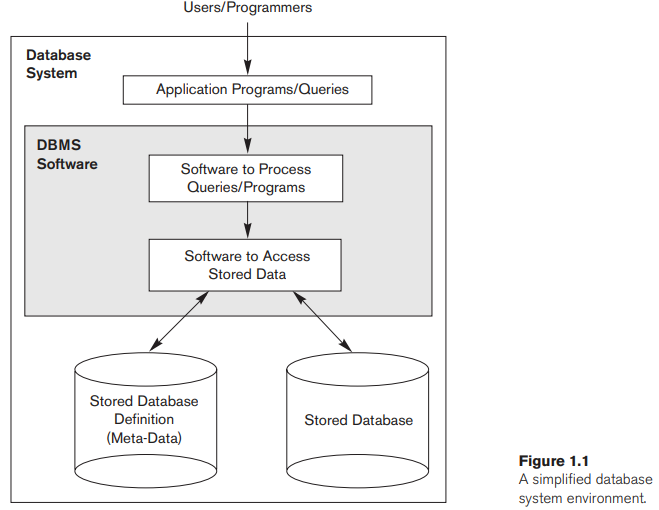 Users/Programmers
Database
System
Application Programs/Queries
DBMS
Software
Software to Process
Queries/Programs
Software to Access
Stored Data
Stored Database
Definition
(Meta-Data)
Stored Database
Figure 1.1
A simplified database
system environment.